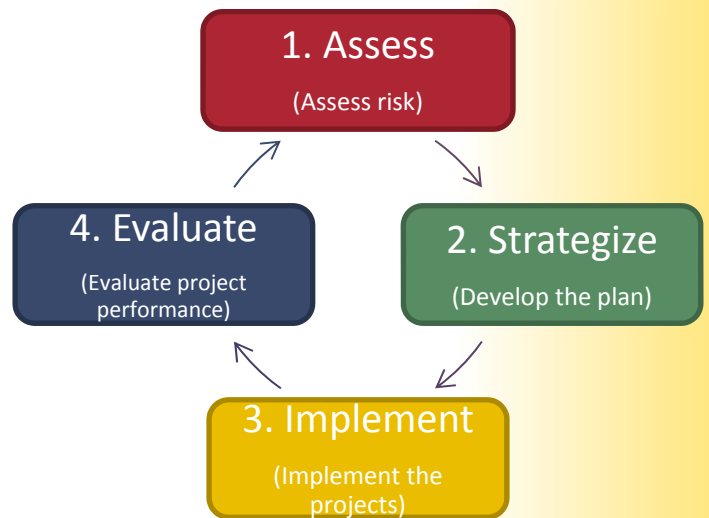 1. Assess
(Assess risk)
2. Strategize
(Develop the plan)
3. Implement
(Implement the
projects)
4. Evaluate
(Evaluate project
performance)